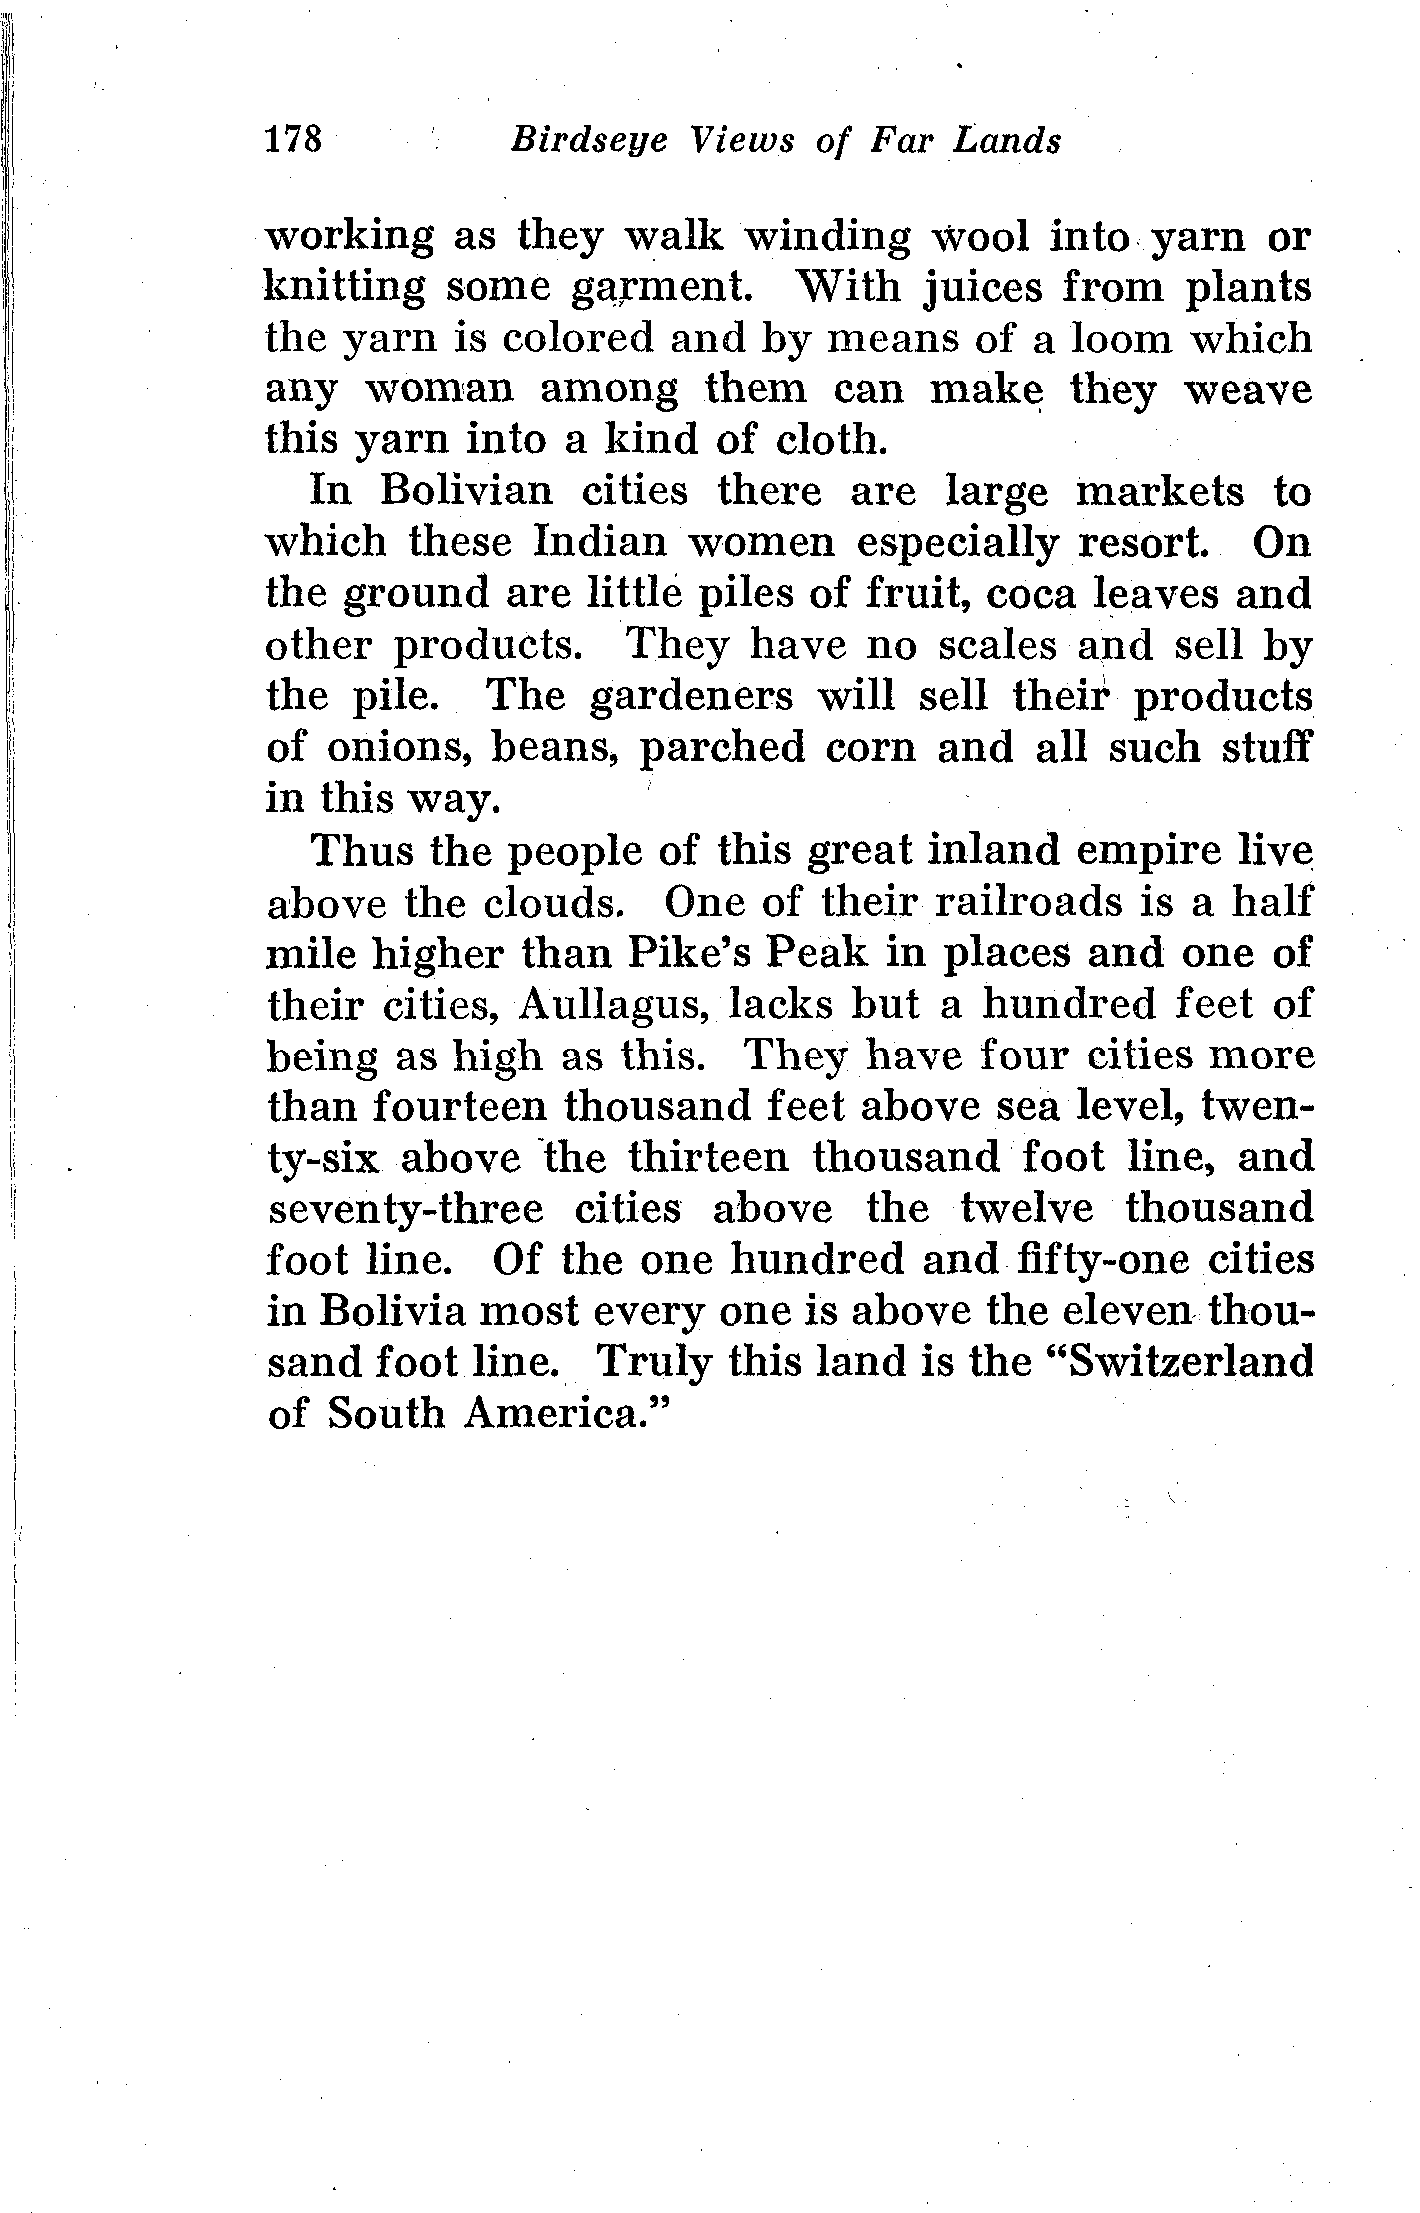 178 Birdseye Views of Far Lands
working as they walk winding wool into yarn or
knitting some garment. With juices from plants
the yarn is colored and by means of a loom which
any woman among them can make they weave
this yarn into a kind of cloth.
In Bolivian cities there are large markets to
which these Indian women especially resort. On
the ground are little piles of fruit, coca leaves and
other products. They have no scales and sell by
the pile. The gardeners will sell their products
of onions, beans, parched corn and all such stuff
in this way.
Thus the people of this great inland empire live
above the clouds. One of their railroads is a half
mile higher than Pike's Peak in places and one of
their cities, Aullagus, lacks but a hundred feet of
being as high as this. They have four cities more
than fourteen thousand feet above sea level, twen-
ty-six above the thirteen thousand foot line, and
seventy-three cities above the twelve thousand
foot line. Of the one hundred and fifty-one cities
in Bolivia most every one is above the eleven thou-
sand foot line. Truly this land is the “Switzerland
of South America.”